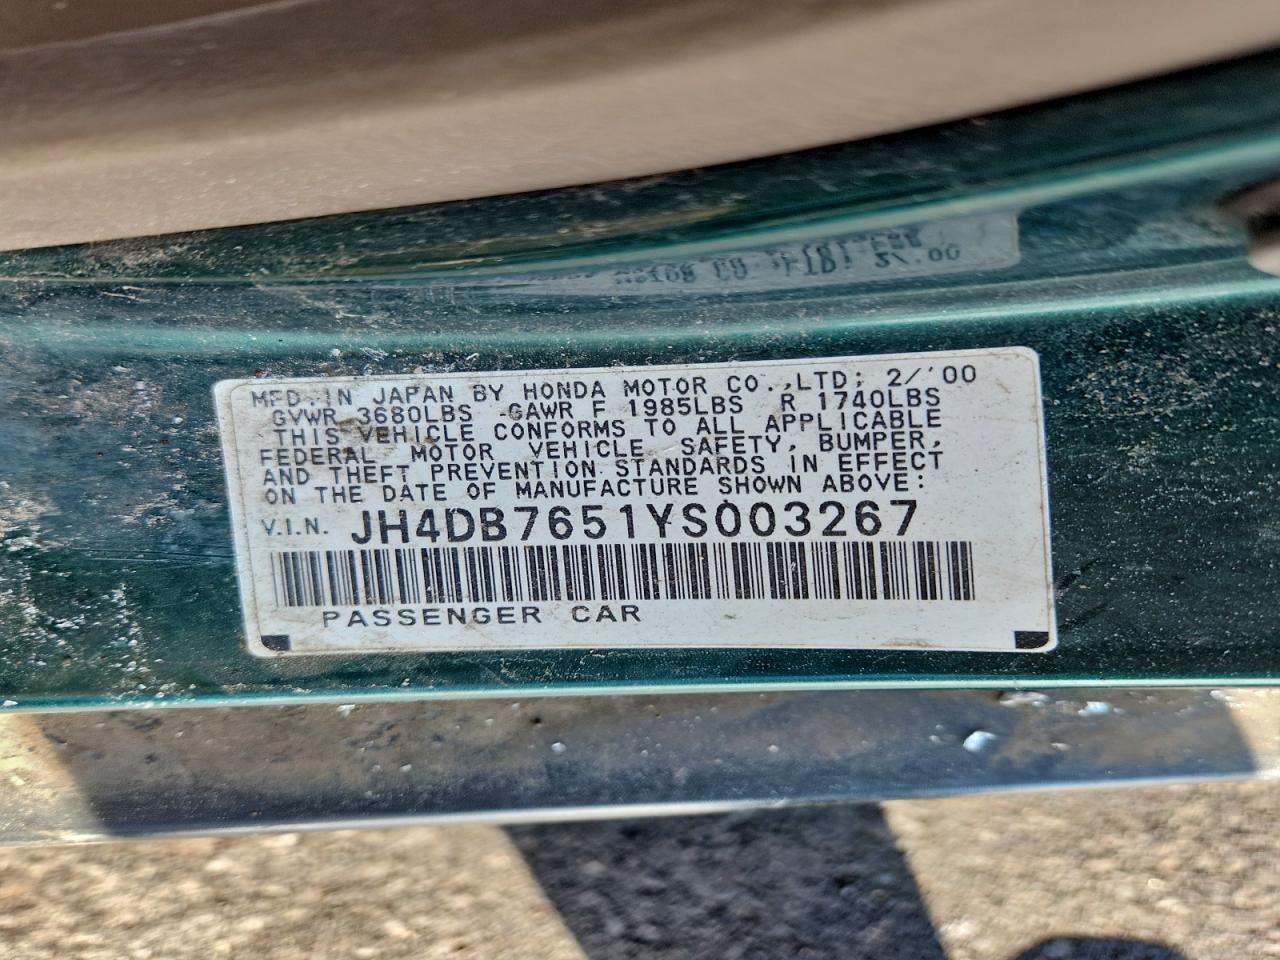 MFD. IN JAPAN BY HONDA MOTOR CO.,LTD; 2/'00
GVWR 3680LBS GAWR F 1985LBS R 1740LBS
THIS VEHICLE CONFORMS TO ALL APPLICABLE
FEDERAL MOTOR VEHICLE SAFETY, BUMPER,
AND THEFT PREVENTION STANDARDS IN EFFECT
ON THE DATE OF MANUFACTURE SHOWN ABOVE:
V.I.N. JH4DB7651YS003267
PASSENGER CAR